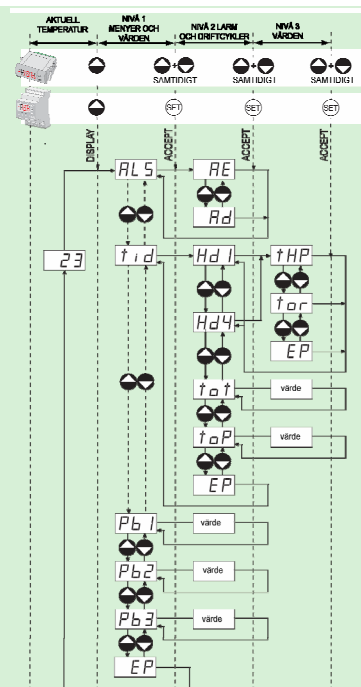 AKTUELL TEMPERATUR
NIVÅ 1 MENYER OCH VÄRDEN
NIVÅ 2 LARM OCH DRIFTCYKLER
NIVÅ 3 VÄRDEN
SAMTIDIGT SAMTIDIGT SAMTIDIGT
SET SET SET
DISPLAY ACCEPT ACCEPT ACCEPT
ALS AE
Ad
23 tid Hd1 tHP
Hd4 tor
EP
tot värde
toP värde
EP
Pb1 värde
Pb2 värde
Pb3 värde
EP